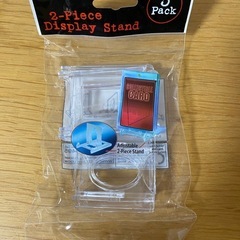 2-Piece
Display Stand
Pack
CARD
Adjustable
2-Piece Stand